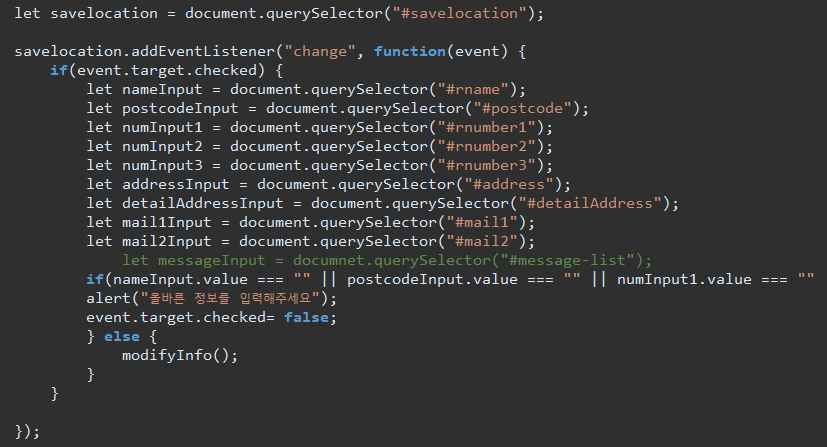 let savelocation = document.querySelector("#savelocation");
savelocation.addEventListener("change", function(event) {
if(event.target.checked) {
let nameInput = document.querySelector("#rname");
let postcodeInput = document.querySelector("#postcode");
let numInput1 = document.querySelector("#rnumber1");
let numInput2 = document.querySelector("#rnumber2");
let numInput3 = document.querySelector("#rnumber3");
let addressInput = document.querySelector("#address");
let detailAddressInput = document.querySelector("#detailAddress");
let mail1Input = document.querySelector("#mail1");
let mail2Input = document.querySelector("#mail2");
let messageInput = documnet.querySelector("#message-list");
if(nameInput.value === "" || postcodeInput.value === "" || numInput1.value === ""
alert("올바른 정보를 입력해주세요");
event.target.checked= false;
} else {
modifyInfo();
}
}
});